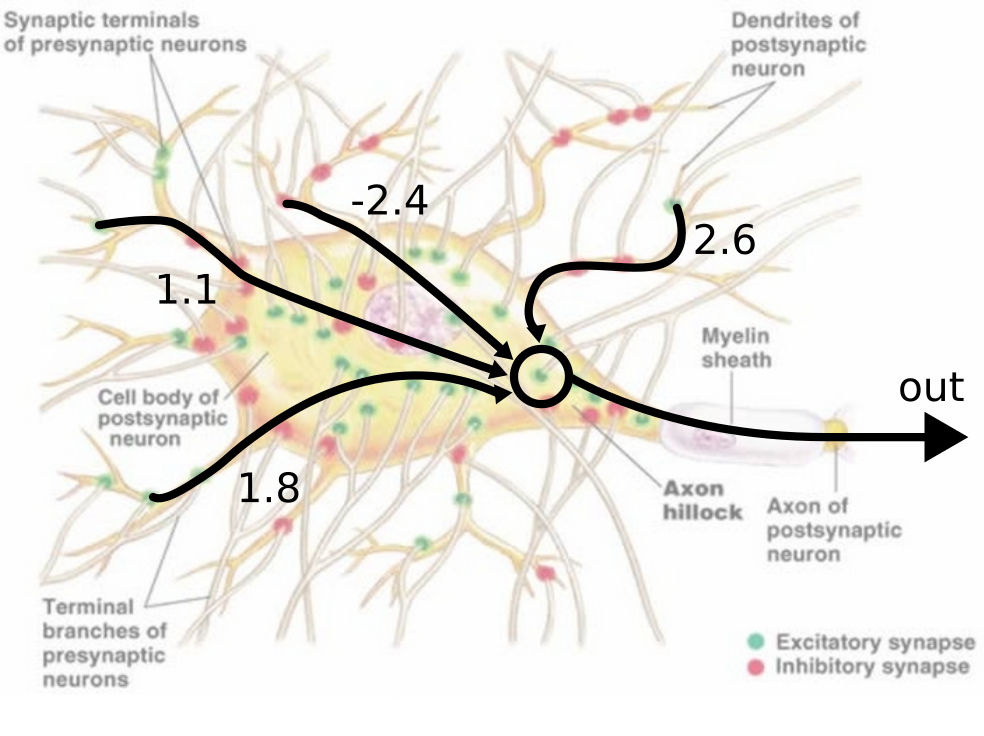 Synaptic terminals
of presynaptic neurons
Dendrites of
postsynaptic
neuron
-2.4
2.6
1.1
Myelin
sheath
out
Cell body of
postsynaptic
neuron
1.8
Axon
hillock
Axon of
postsynaptic
neuron
Terminal
branches of
presynaptic
neurons
Excitatory synapse
Inhibitory synapse